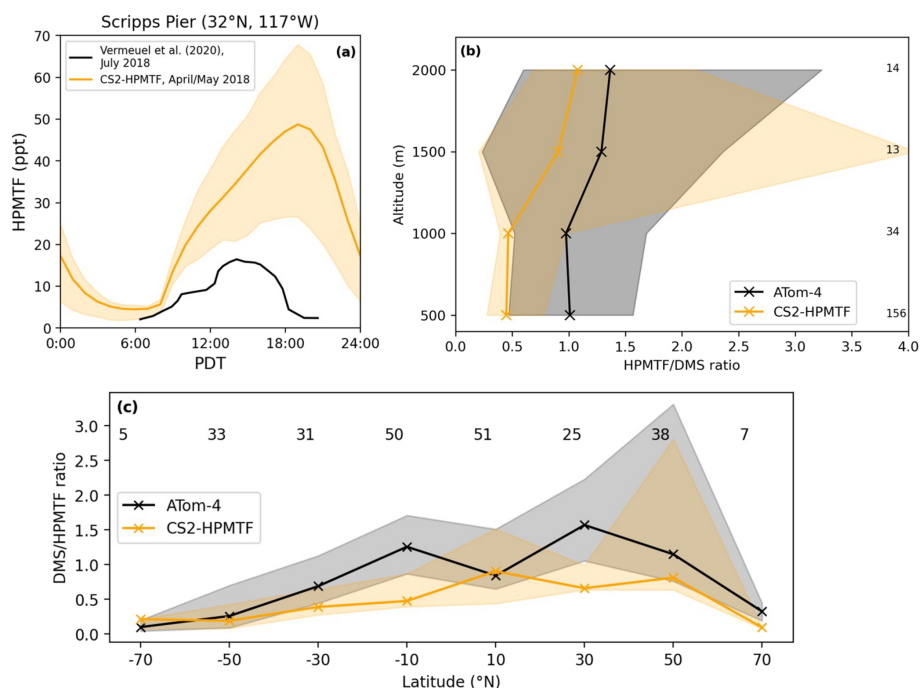 Scripps Pier (32°N, 117°W)
(a)
Vermeuel et al. (2020),
July 2018
CS2-HPMTF, April/May 2018
HPMTF (ppt)
70
60
50
40
30
20
10
0
0:00 6:00 12:00 18:00 24:00
PDT
(b)
Altitude (m)
2000
1500
1000
500
14
13
34
156
ATom-4
CS2-HPMTF
0.0 0.5 1.0 1.5 2.0 2.5 3.0 3.5 4.0
HPMTF/DMS ratio
(c)
5 33 31 50 51 25 38 7
DMS/HPMTF ratio
3.0
2.5
2.0
1.5
1.0
0.5
0.0
ATom-4
CS2-HPMTF
-70 -50 -30 -10 10 30 50 70
Latitude (°N)